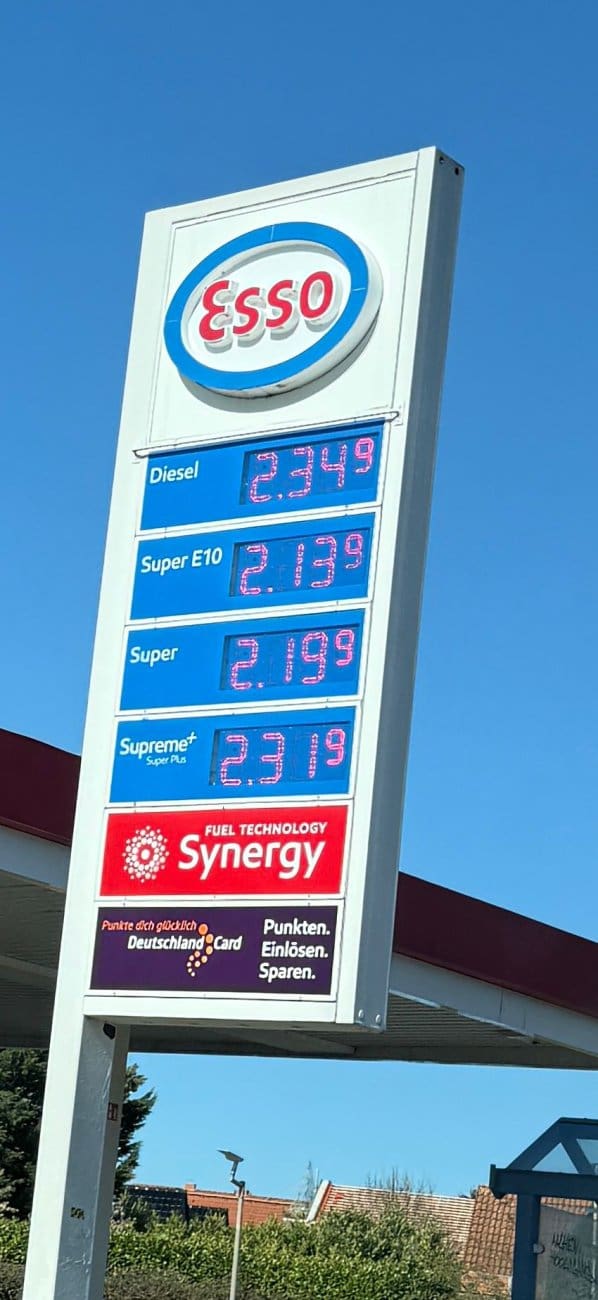 Esso
Diesel 2.34⁹
Super E10 2.13⁹
Super 2.19⁹
Supreme+ 2.31⁹
Super Plus
FUEL TECHNOLOGY
Synergy
Punkte dich glücklich
DeutschlandCard
Punkten.
Einlösen.
Sparen.